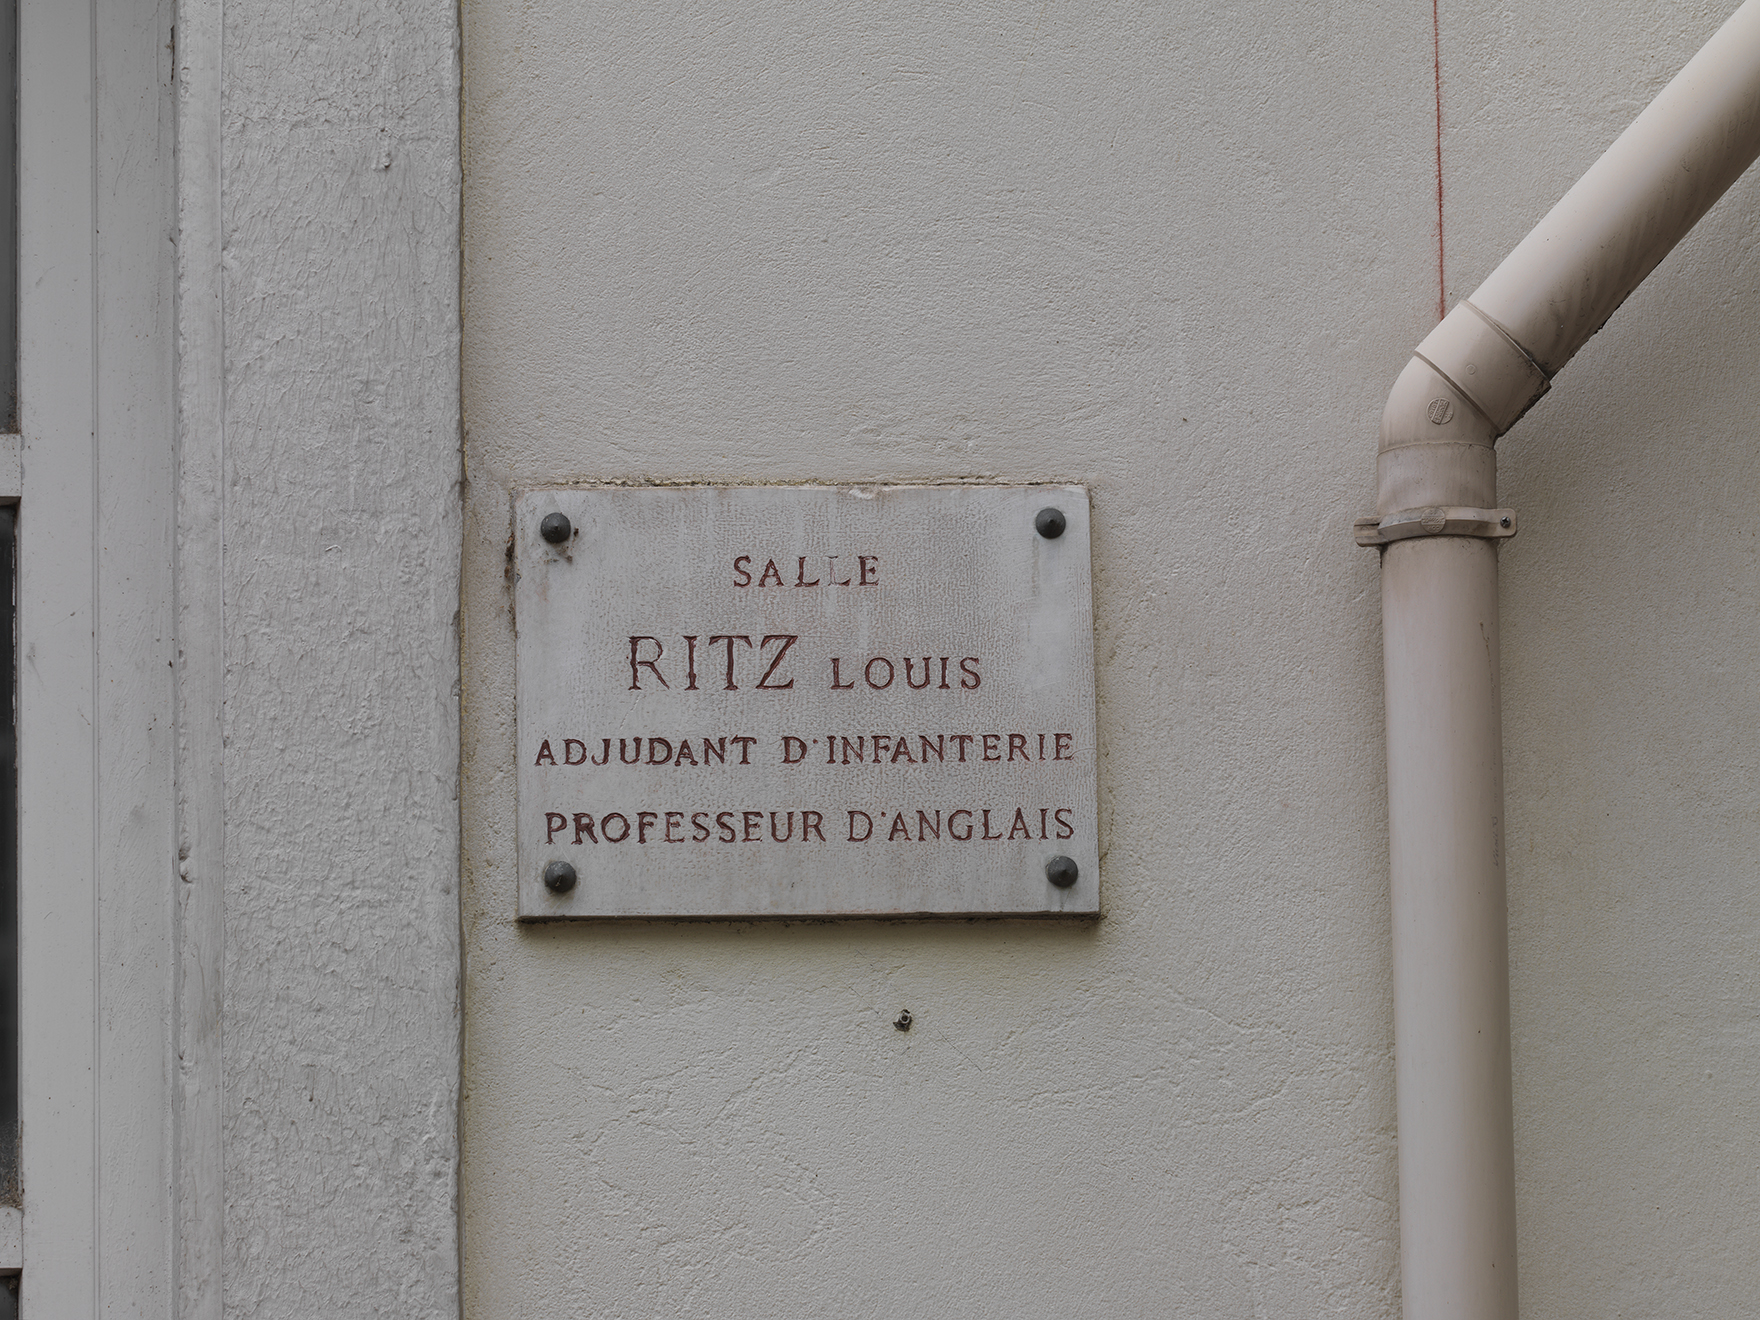 SALLE
RITZ LOUIS
ADJUDANT D'INFANTERIE
PROFESSEUR D'ANGLAIS